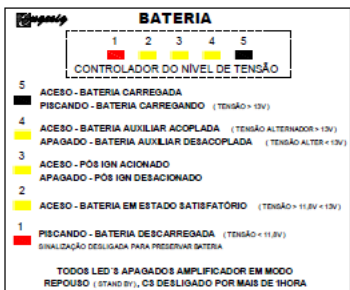 BATERIA
1 2 3 4 5
CONTROLADOR DO NÍVEL DE TENSÃO
5
ACESO - BATERIA CARREGADA
PISCANDO - BATERIA CARREGANDO ( TENSÃO > 13V )
4
ACESO - BATERIA AUXILIAR ACOPLADA ( TENSÃO ALTERNADOR > 13V )
APAGADO - BATERIA AUXILIAR DESACOPLADA ( TENSÃO ALTER < 13V )
3
ACESO - PÓS IGN ACIONADO
APAGADO - PÓS IGN DESACIONADO
2
ACESO - BATERIA EM ESTADO SATISFATÓRIO ( TENSÃO > 11,8V < 13V )
1
PISCANDO - BATERIA DESCARREGADA ( TENSÃO < 11,8V )
SINALIZAÇÃO DESLIGADA PARA PRESERVAR BATERIA
TODOS LED´S APAGADOS AMPLIFICADOR EM MODO
REPOUSO ( STAND BY ), CS DESLIGADO POR MAIS DE 1HORA